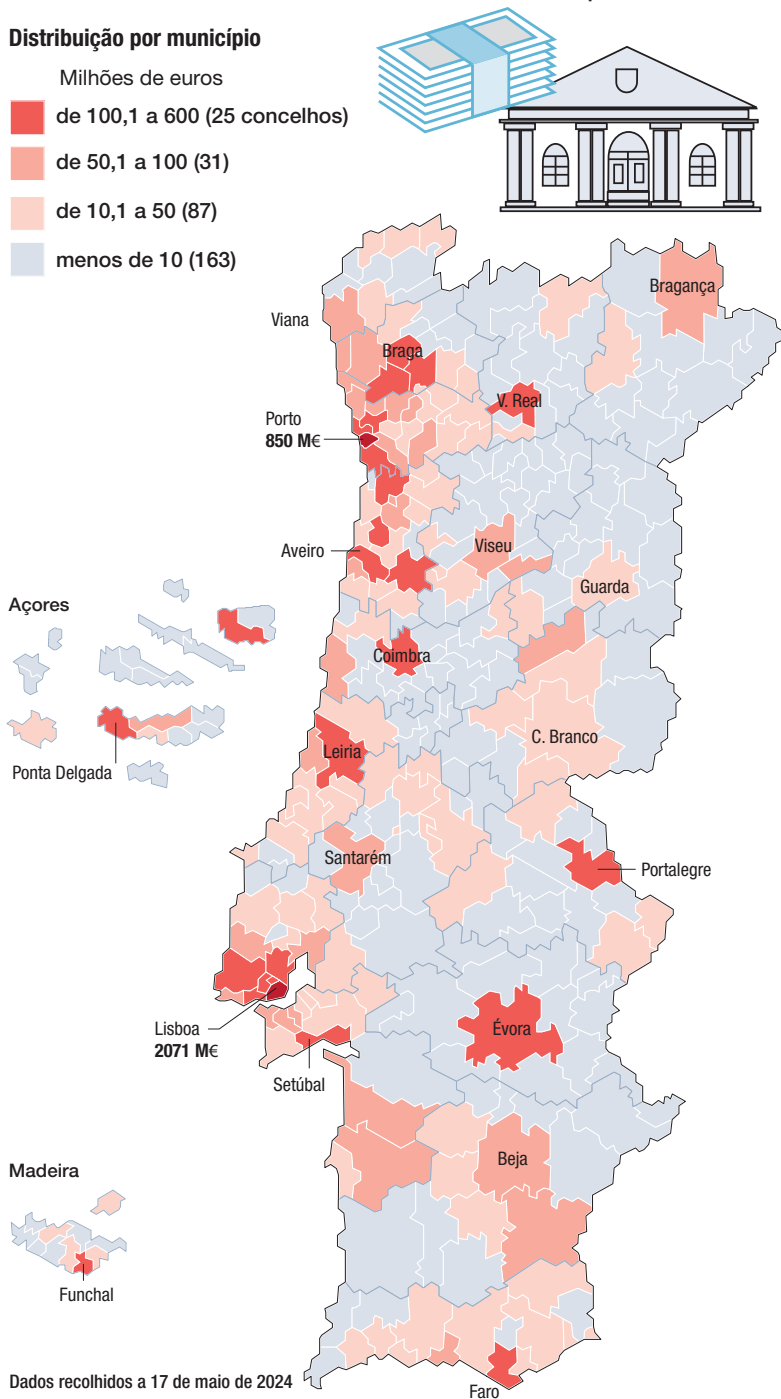 Distribuição por município
Milhões de euros
de 100,1 a 600 (25 concelhos)
de 50,1 a 100 (31)
de 10,1 a 50 (87)
menos de 10 (163)
Bragança
Viana
Braga
V. Real
Porto
850 M€
Aveiro
Viseu
Guarda
Açores
Coimbra
C. Branco
Leiria
Ponta Delgada
Santarém
Portalegre
Lisboa
2071 M€
Évora
Setúbal
Beja
Madeira
Funchal
Dados recolhidos a 17 de maio de 2024
Faro